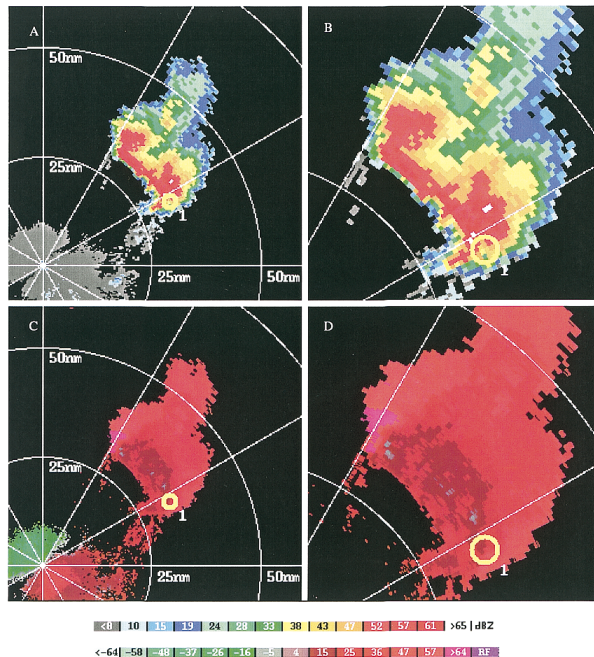 A
B
50nm
25nm
1
25nm
50nm
1
C
D
50nm
25nm
1
25nm
50nm
1
<8 10 15 19 24 28 33 38 43 47 52 57 61 >65 dBZ
<-64 -58 -48 -37 -26 -16 -5 4 15 25 36 47 57 >64 RF